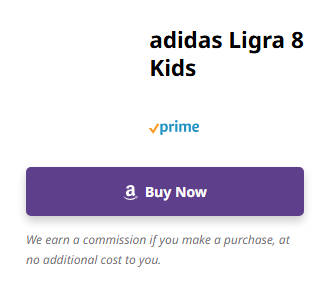 adidas Ligra 8
Kids
prime
Buy Now
We earn a commission if you make a purchase, at
no additional cost to you.